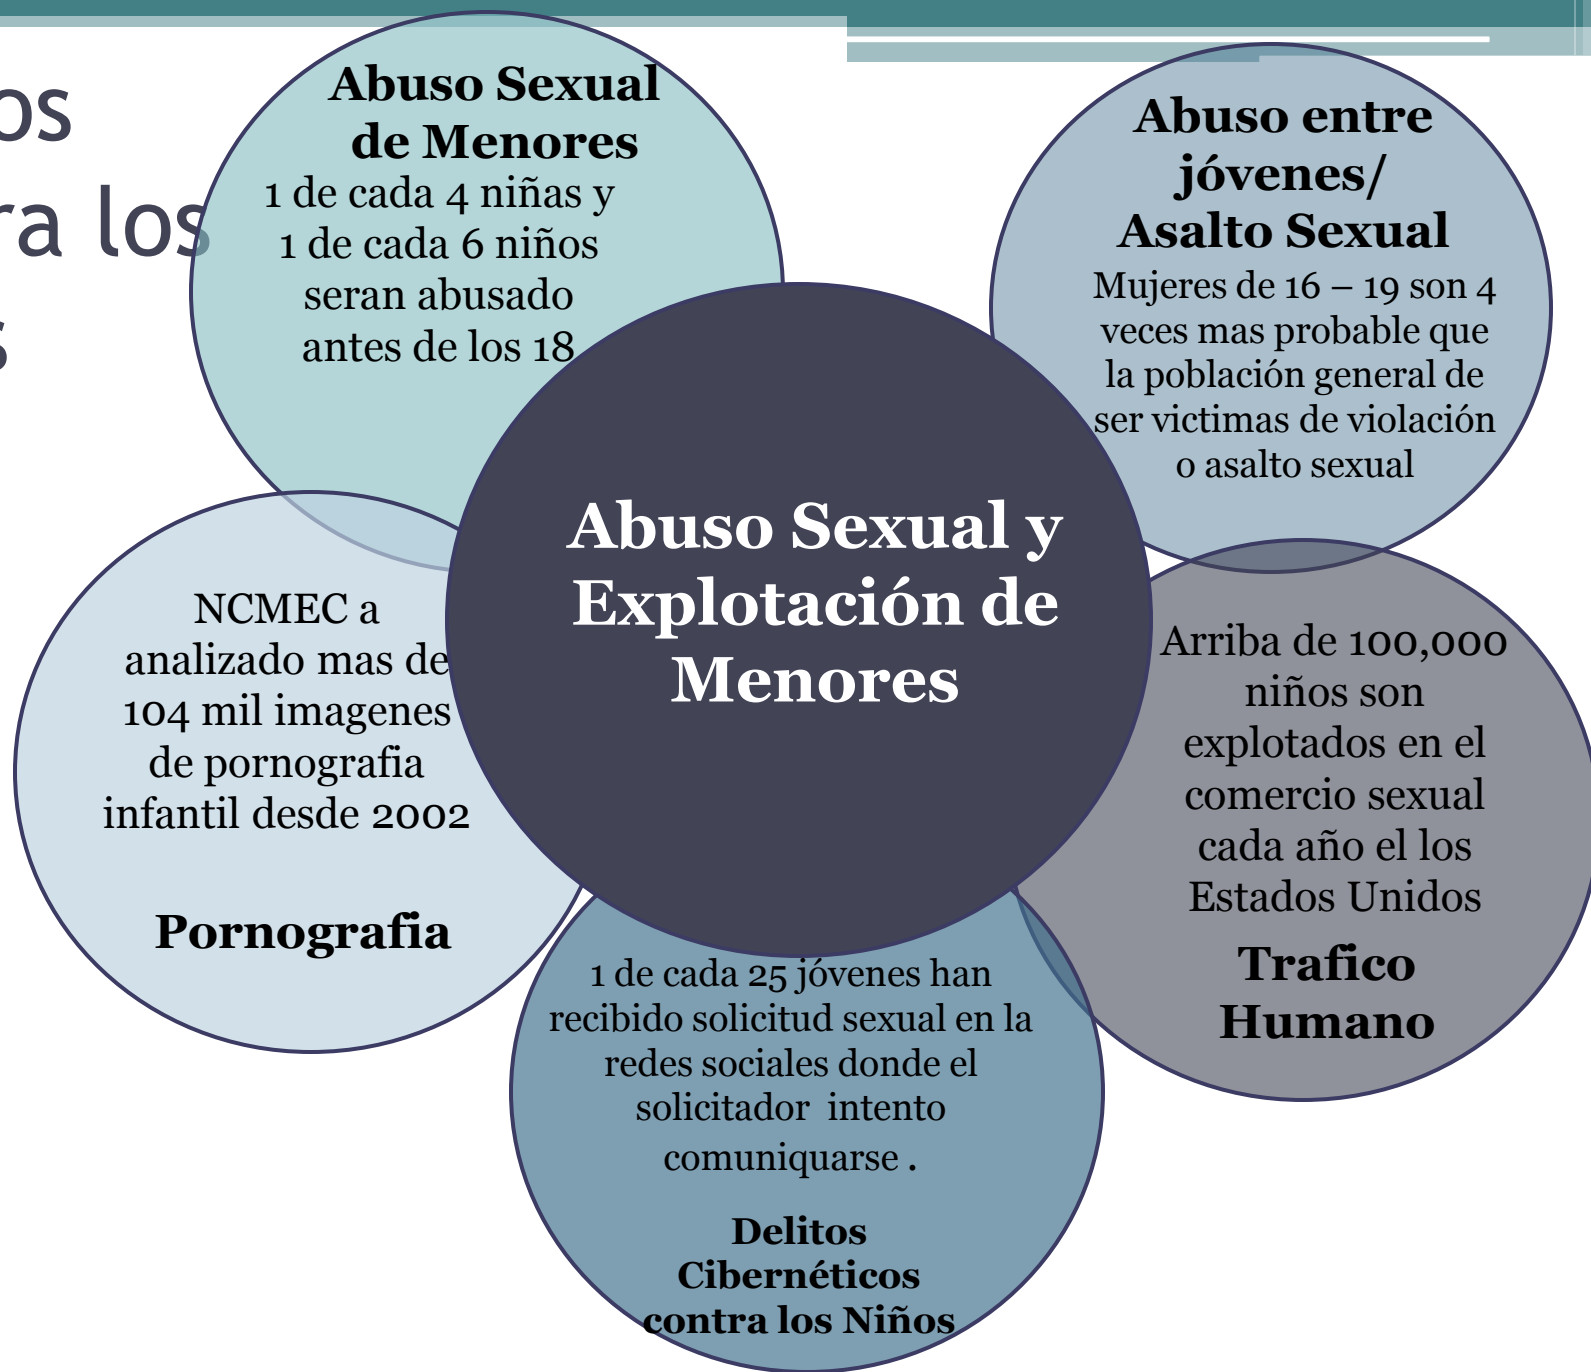 os
ra los
s
Abuso Sexual
de Menores
1 de cada 4 niñas y
1 de cada 6 niños
seran abusado
antes de los 18
Abuso entre
jóvenes/
Asalto Sexual
Mujeres de 16 – 19 son 4
veces mas probable que
la población general de
ser victimas de violación
o asalto sexual
Abuso Sexual y
Explotación de
Menores
NCMEC a
analizado mas de
104 mil imagenes
de pornografia
infantil desde 2002
Pornografia
Arriba de 100,000
niños son
explotados en el
comercio sexual
cada año el los
Estados Unidos
Trafico
Humano
1 de cada 25 jóvenes han
recibido solicitud sexual en la
redes sociales donde el
solicitador intento
comuniquarse .
Delitos
Cibernéticos
contra los Niños